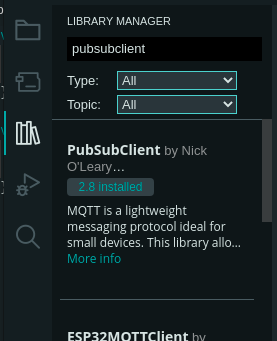 LIBRARY MANAGER
pubsubclient
Type: All
Topic: All
PubSubClient by Nick
O'Leary…
2.8 installed
MQTT is a lightweight
messaging protocol ideal for
small devices. This library allo…
More info
ESP32MQTTClient by